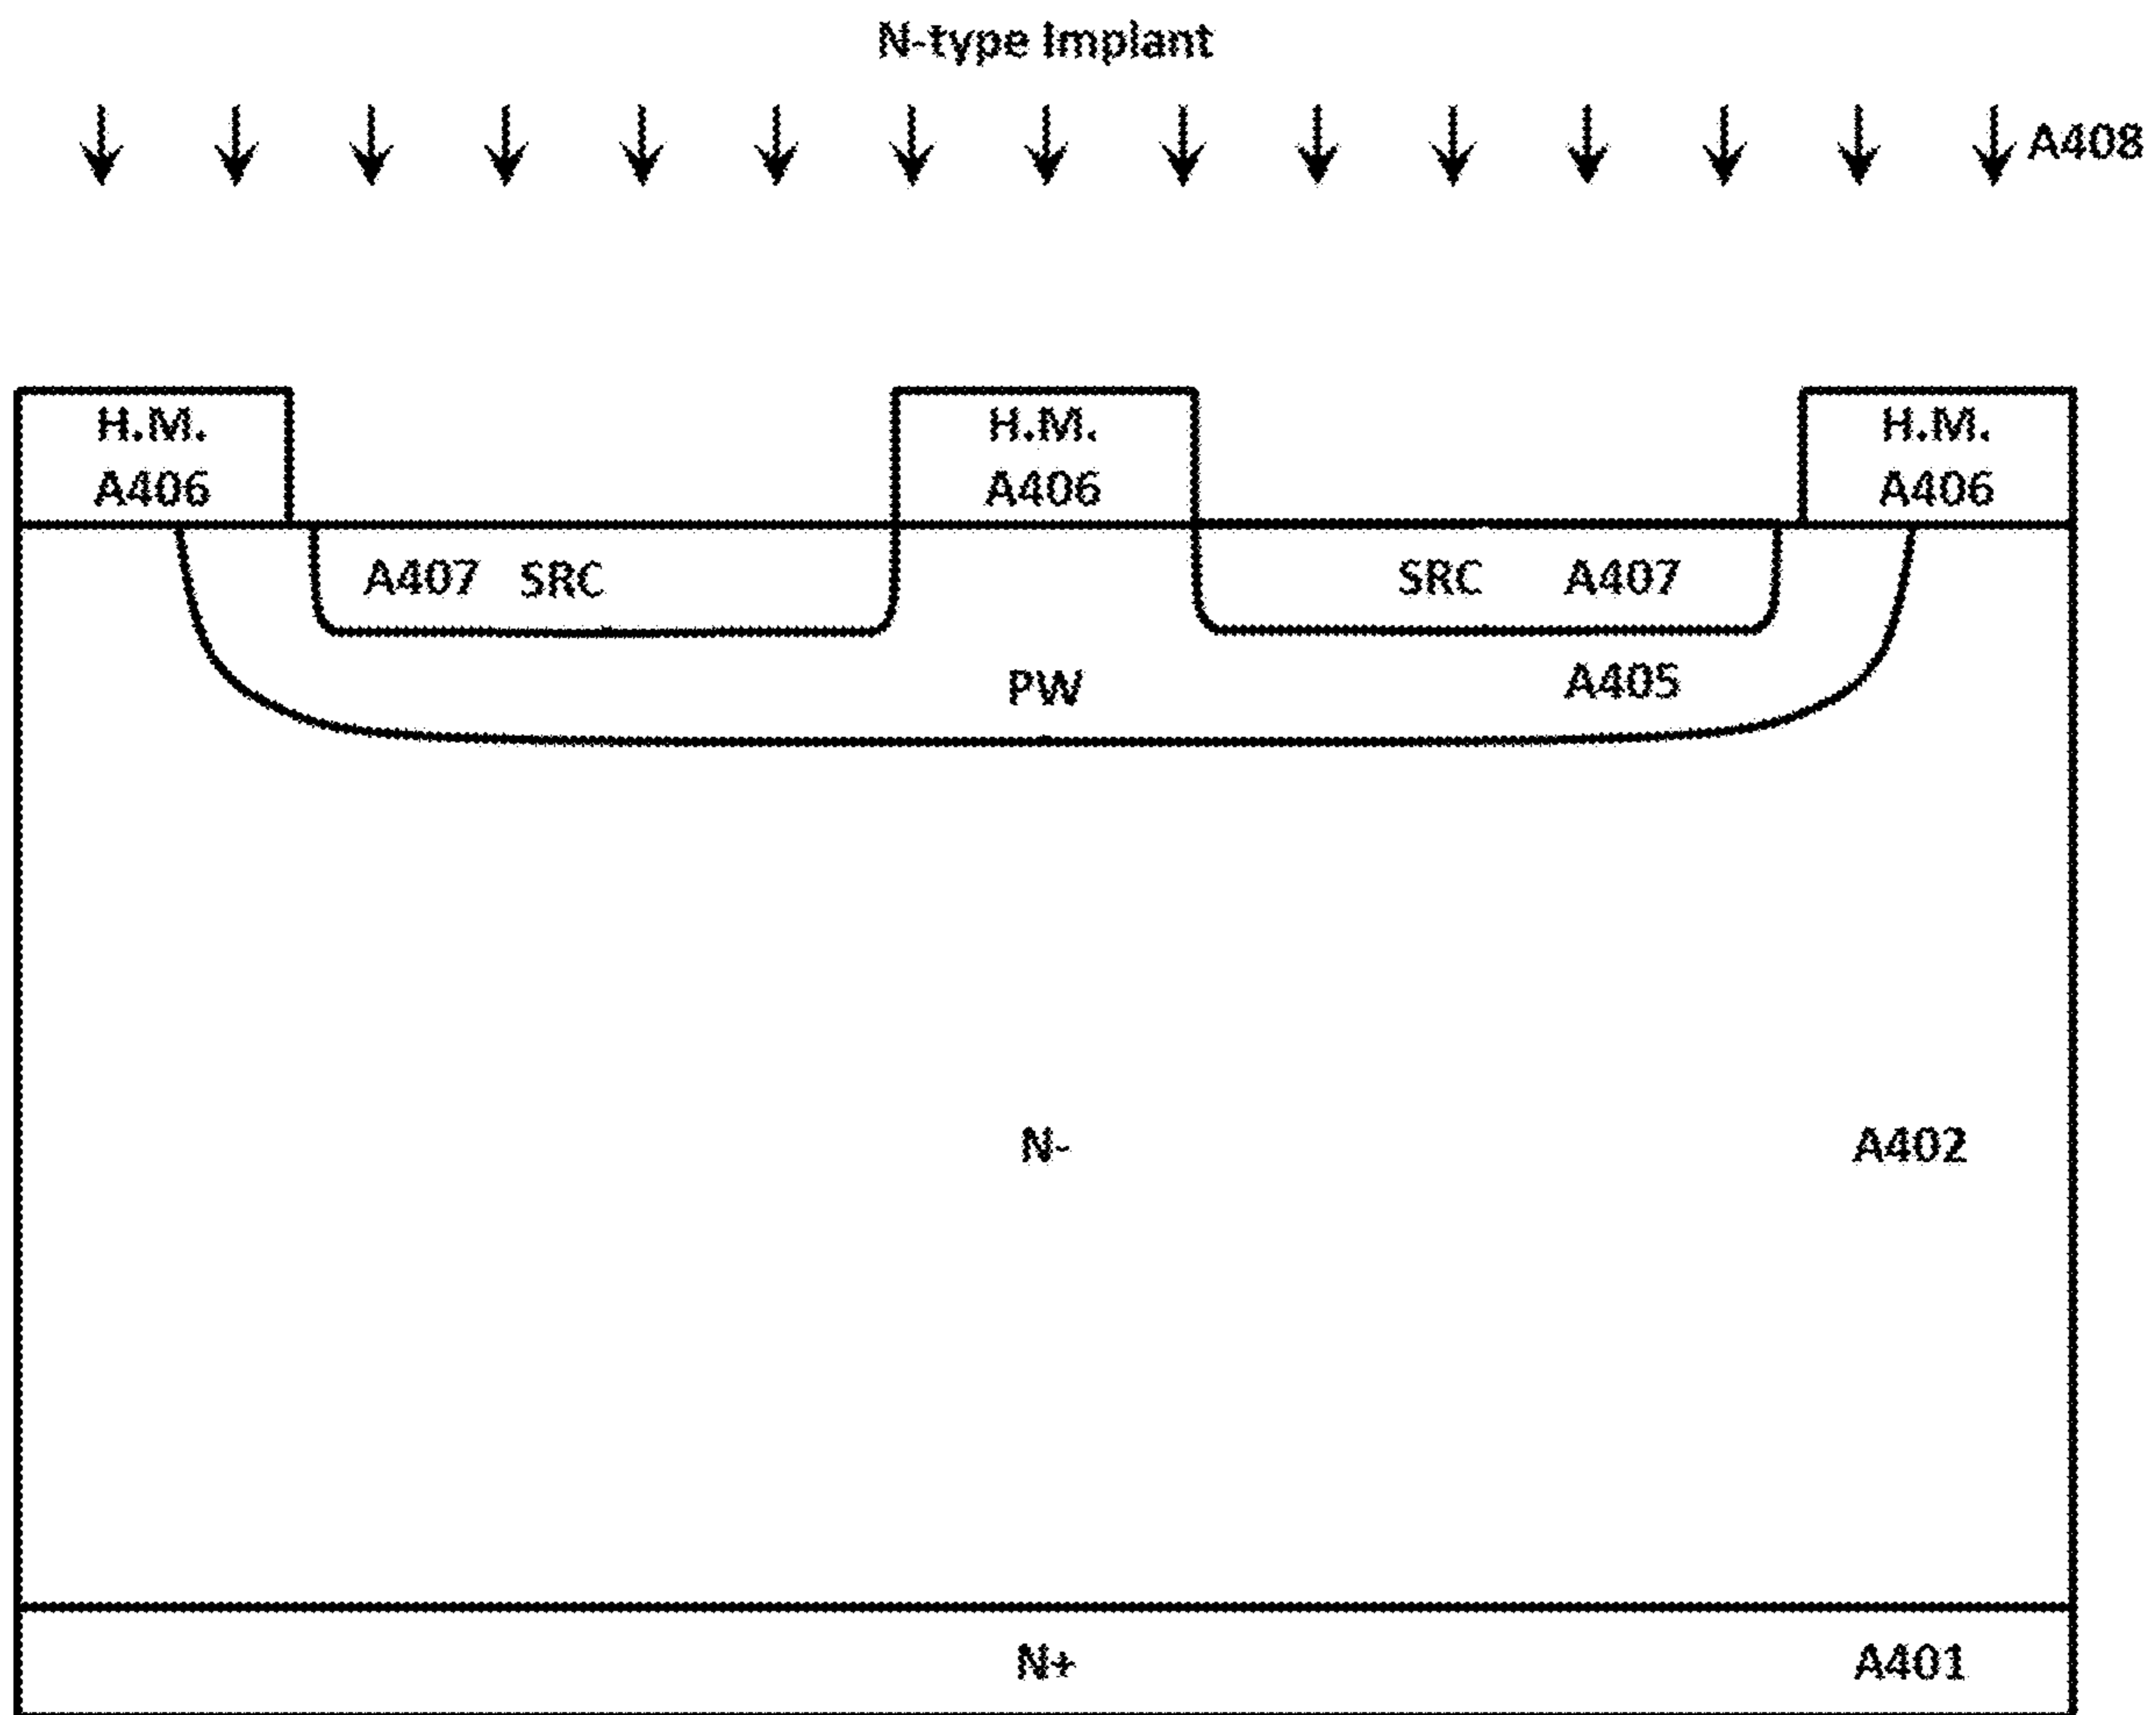 N-type Implant
A408
H.M. H.M. H.M.
A406 A406 A406
A407 SRC SRC A407
PW A405
N- A402
N+ A401